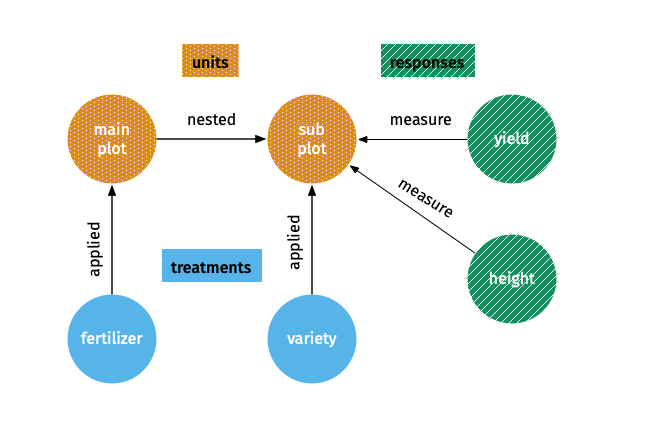 units
responses
main
plot
nested
sub
plot
measure
yield
measure
applied
applied
treatments
height
fertilizer
variety